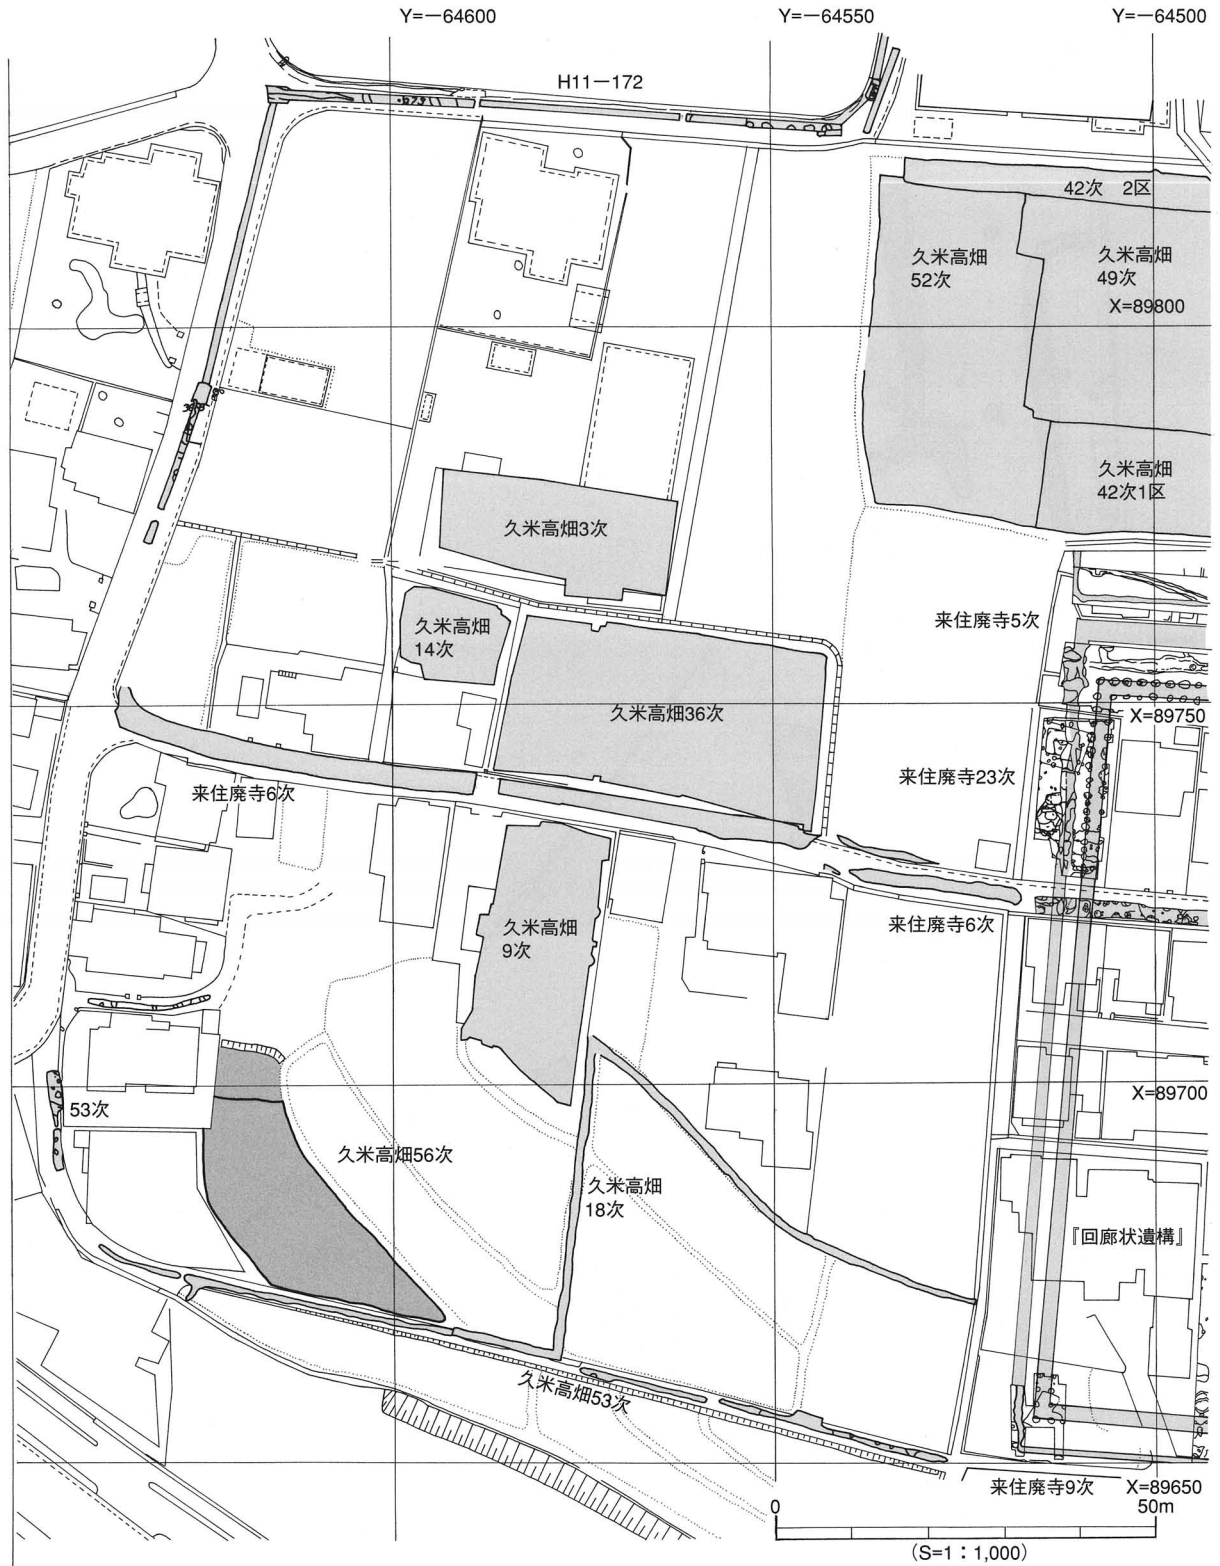 Y=−64600
Y=−64550
Y=−64500
H11−172
42次　2区
久米高畑
52次
久米高畑
49次
X=89800
久米高畑
42次1区
久米高畑3次
来住廃寺5次
久米高畑
14次
久米高畑36次
X=89750
来住廃寺23次
来住廃寺6次
久米高畑
9次
来住廃寺6次
X=89700
53次
久米高畑56次
久米高畑
18次
『回廊状遺構』
久米高畑53次
来住廃寺9次
X=89650
0
50m
(S=1：1,000)